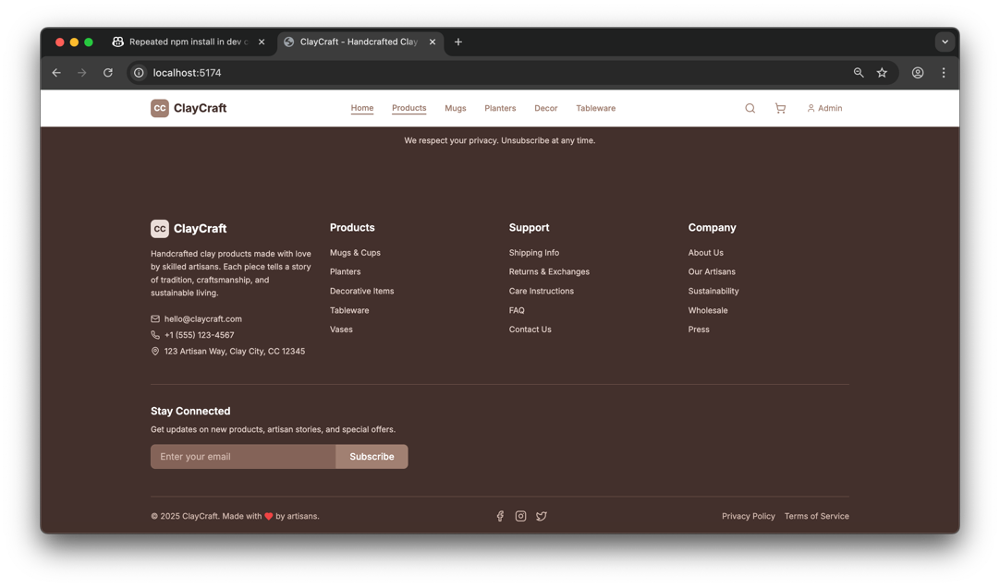 Repeated npm install in dev c
ClayCraft - Handcrafted Clay
localhost:5174
CC ClayCraft
Home Products Mugs Planters Decor Tableware
Admin
We respect your privacy. Unsubscribe at any time.
CC ClayCraft
Handcrafted clay products made with love
by skilled artisans. Each piece tells a story
of tradition, craftsmanship, and
sustainable living.
hello@claycraft.com
+1 (555) 123-4567
123 Artisan Way, Clay City, CC 12345
Products
Mugs & Cups
Planters
Decorative Items
Tableware
Vases
Support
Shipping Info
Returns & Exchanges
Care Instructions
FAQ
Contact Us
Company
About Us
Our Artisans
Sustainability
Wholesale
Press
Stay Connected
Get updates on new products, artisan stories, and special offers.
Enter your email
Subscribe
© 2025 ClayCraft. Made with ❤️ by artisans.
Privacy Policy Terms of Service